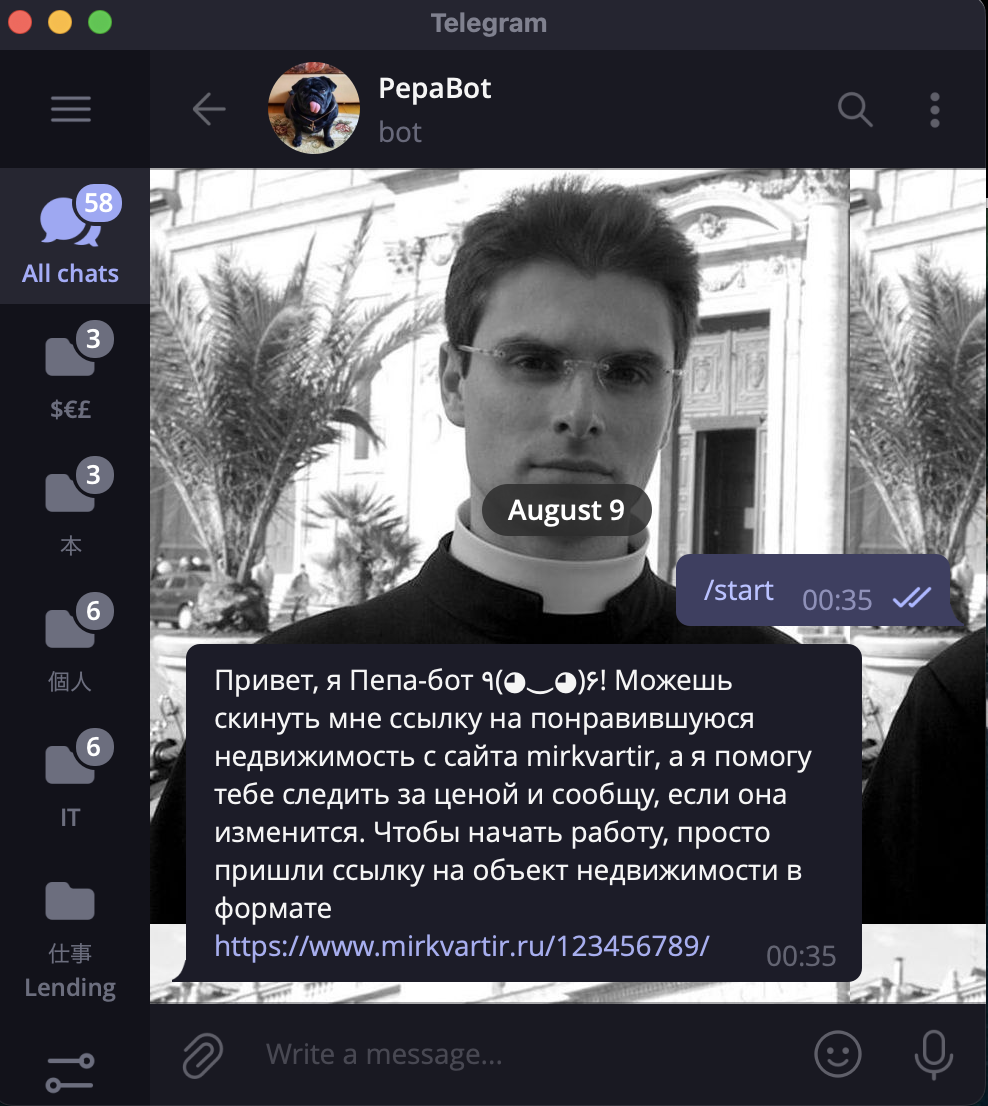 Telegram
PepaBot
bot
58
All chats
3
$€£
3
本
6
個人
6
IT
仕事
Lending
August 9
/start 00:35
Привет, я Пепа-бот ٩(◕‿◕)۶! Можешь
скинуть мне ссылку на понравившуюся
недвижимость с сайта mirkvartir, а я помогу
тебе следить за ценой и сообщу, если она
изменится. Чтобы начать работу, просто
пришли ссылку на объект недвижимости в
формате
https://www.mirkvartir.ru/123456789/ 00:35
Write a message...